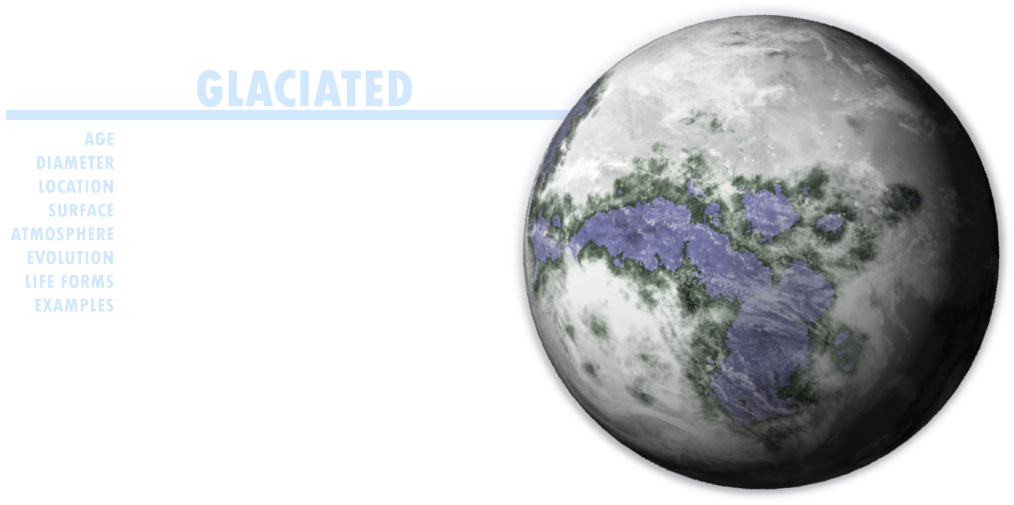 GLACIATED
AGE
DIAMETER
LOCATION
SURFACE
ATMOSPHERE
EVOLUTION
LIFE FORMS
EXAMPLES